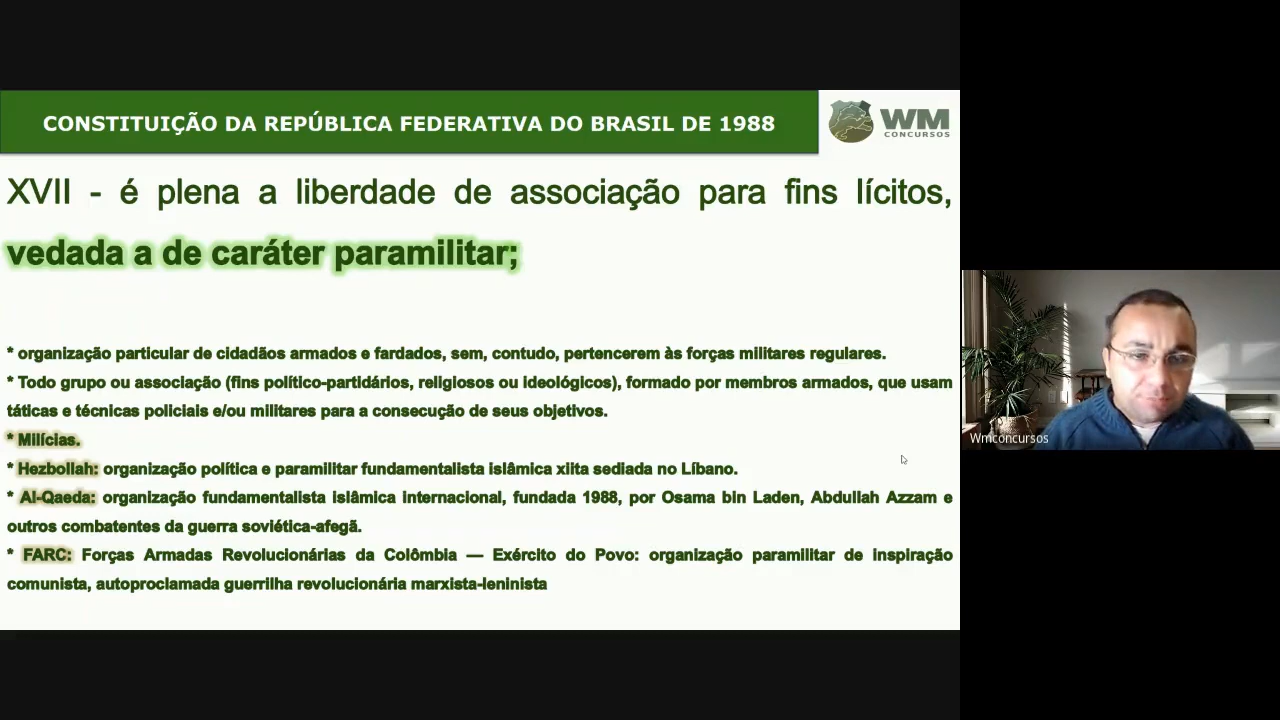 CONSTITUIÇÃO DA REPÚBLICA FEDERATIVA DO BRASIL DE 1988
WM
CONCURSOS
XVII - é plena a liberdade de associação para fins lícitos,
vedada a de caráter paramilitar;
* organização particular de cidadãos armados e fardados, sem, contudo, pertencerem às forças militares regulares.
* Todo grupo ou associação (fins político-partidários, religiosos ou ideológicos), formado por membros armados, que usam
táticas e técnicas policiais e/ou militares para a consecução de seus objetivos.
* Milícias.
* Hezbollah: organização política e paramilitar fundamentalista islâmica xiita sediada no Líbano.
* Al-Qaeda: organização fundamentalista islâmica internacional, fundada 1988, por Osama bin Laden, Abdullah Azzam e
outros combatentes da guerra soviética-afegã.
* FARC: Forças Armadas Revolucionárias da Colômbia — Exército do Povo: organização paramilitar de inspiração
comunista, autoproclamada guerrilha revolucionária marxista-leninista
Wmconcursos